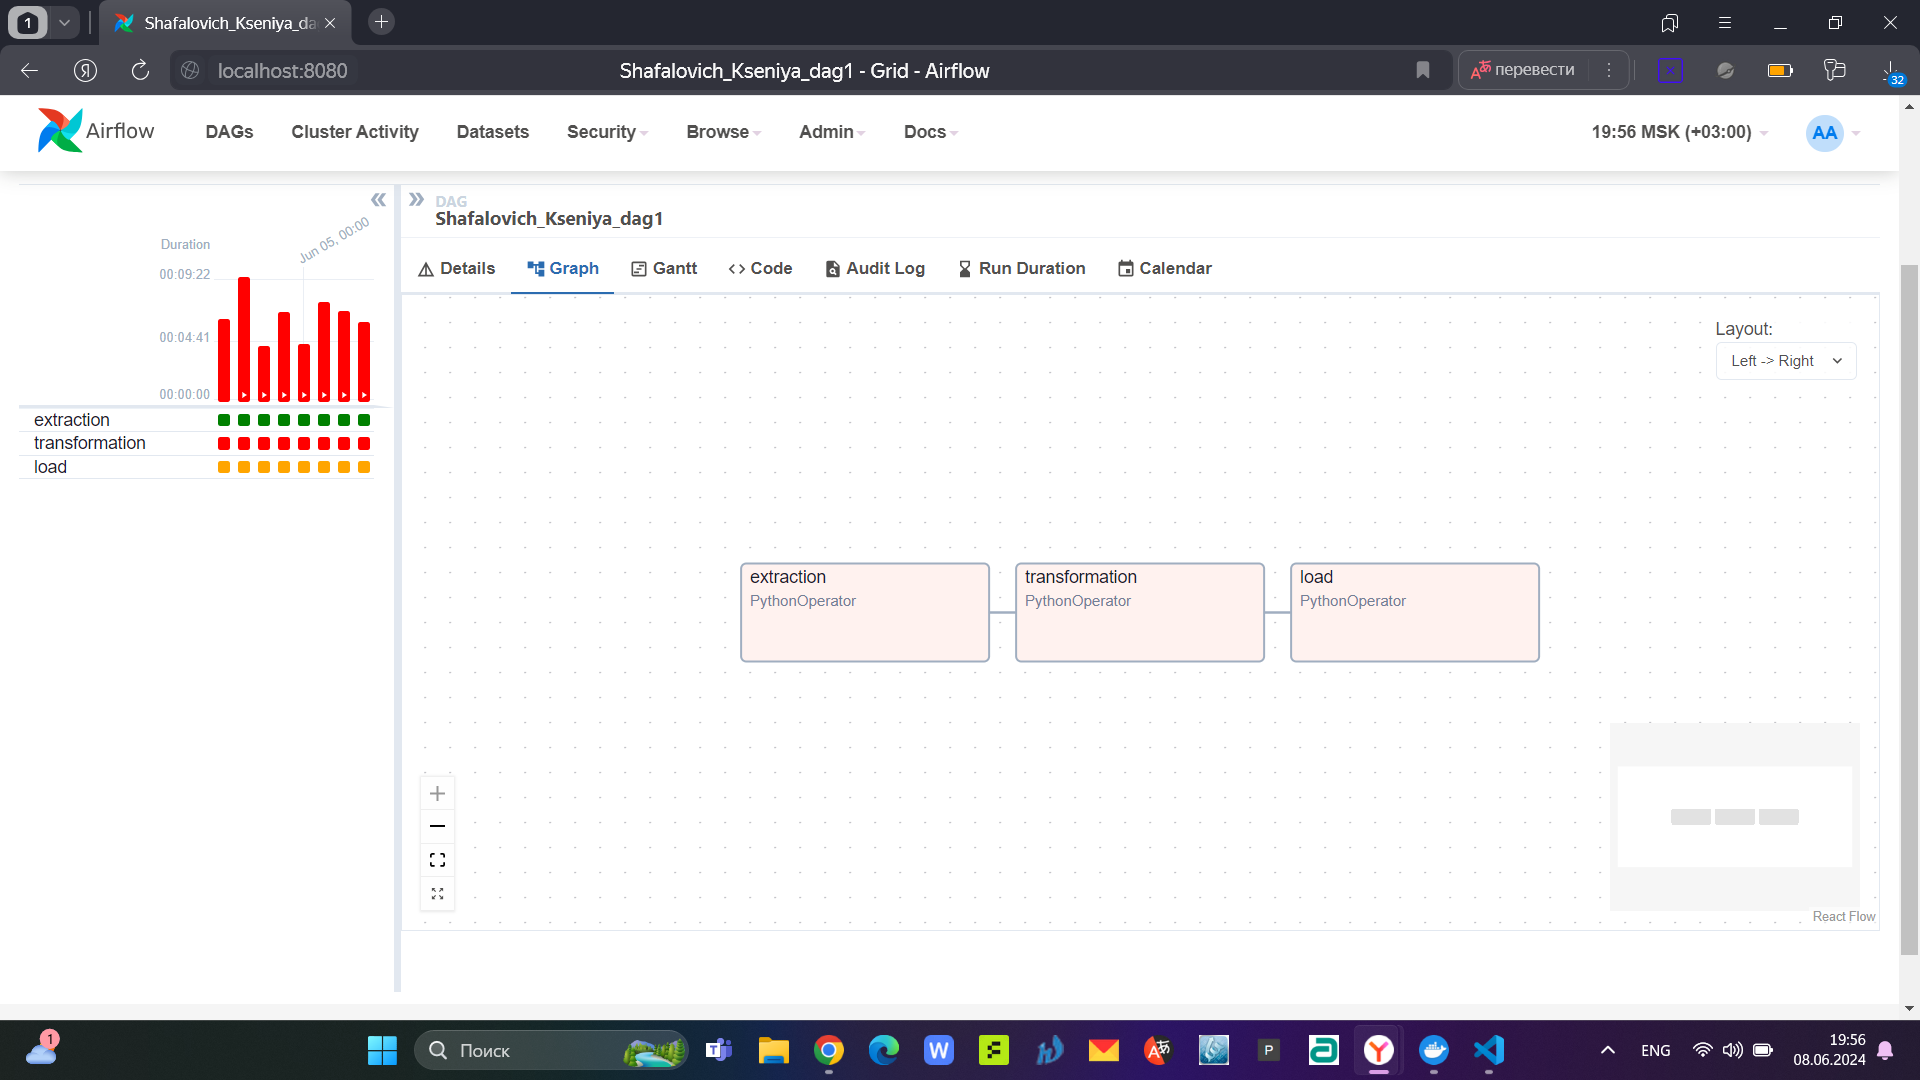 1
Shafalovich_Kseniya_da
localhost:8080
Shafalovich_Kseniya_dag1 - Grid - Airflow
перевести
32
Airflow
DAGs
Cluster Activity
Datasets
Security
Browse
Admin
Docs
19:56 MSK (+03:00)
AA
DAG
Shafalovich_Kseniya_dag1
Jun 05, 00:00
Duration
00:09:22
00:04:41
00:00:00
extraction
transformation
load
Details
Graph
Gantt
Code
Audit Log
Run Duration
Calendar
Layout:
Left -> Right
extraction
PythonOperator
transformation
PythonOperator
load
PythonOperator
React Flow
1
Поиск
ENG
19:56
08.06.2024